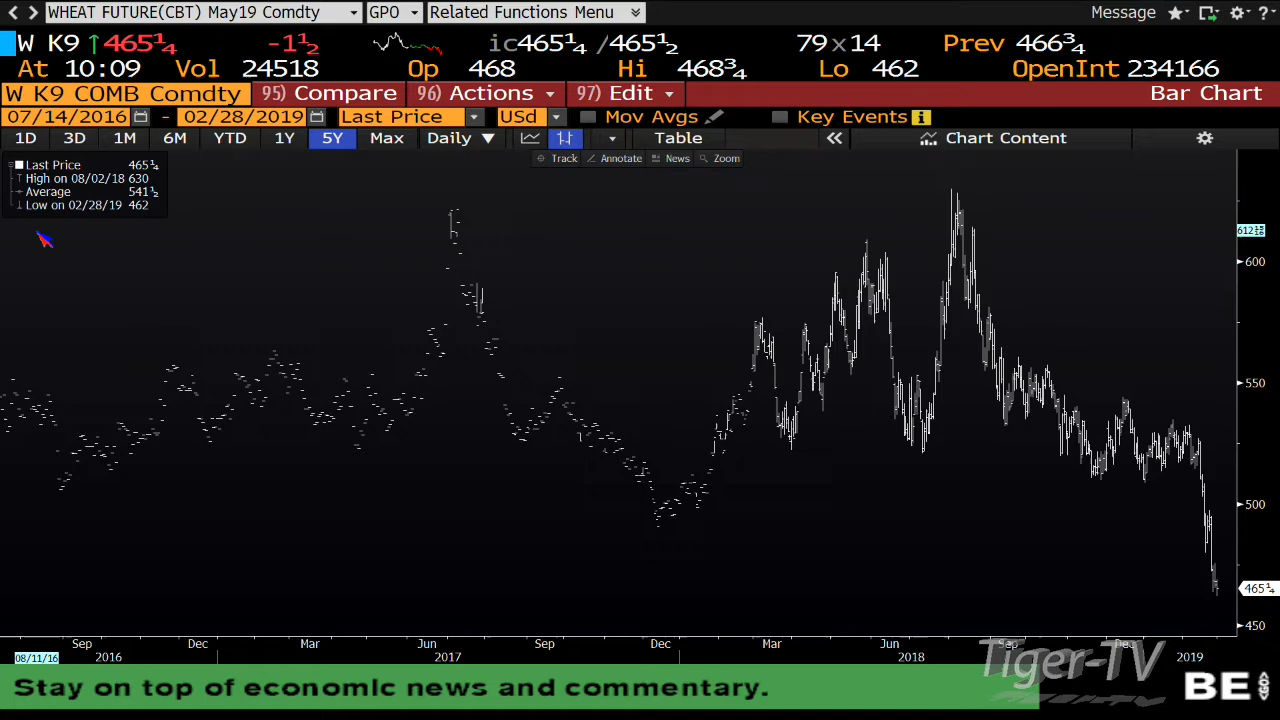 WHEAT FUTURE(CBT) May19 Comdty GPO Related Functions Menu Message
W K9 ↑465¼ -1½ ic465¼ /465½ 79x14 Prev 466¾
At 10:09 Vol 24518 Op 468 Hi 468¾ Lo 462 OpenInt 234166
W K9 COMB Comdty 95) Compare 96) Actions 97) Edit Bar Chart
07/14/2016 - 02/28/2019 Last Price USd Mov Avgs Key Events i
1D 3D 1M 6M YTD 1Y 5Y Max Daily ▼ Table « Chart Content
Track Annotate News Zoom
Last Price 465¼
High on 08/02/18 630
Average 541½
Low on 02/28/19 462
600
550
500
465¼
450
Sep Dec Mar Jun Sep Dec Mar Jun Sep Dec
08/11/16 2016 2017 2018 2019
Tiger-TV
Stay on top of economic news and commentary.
BE